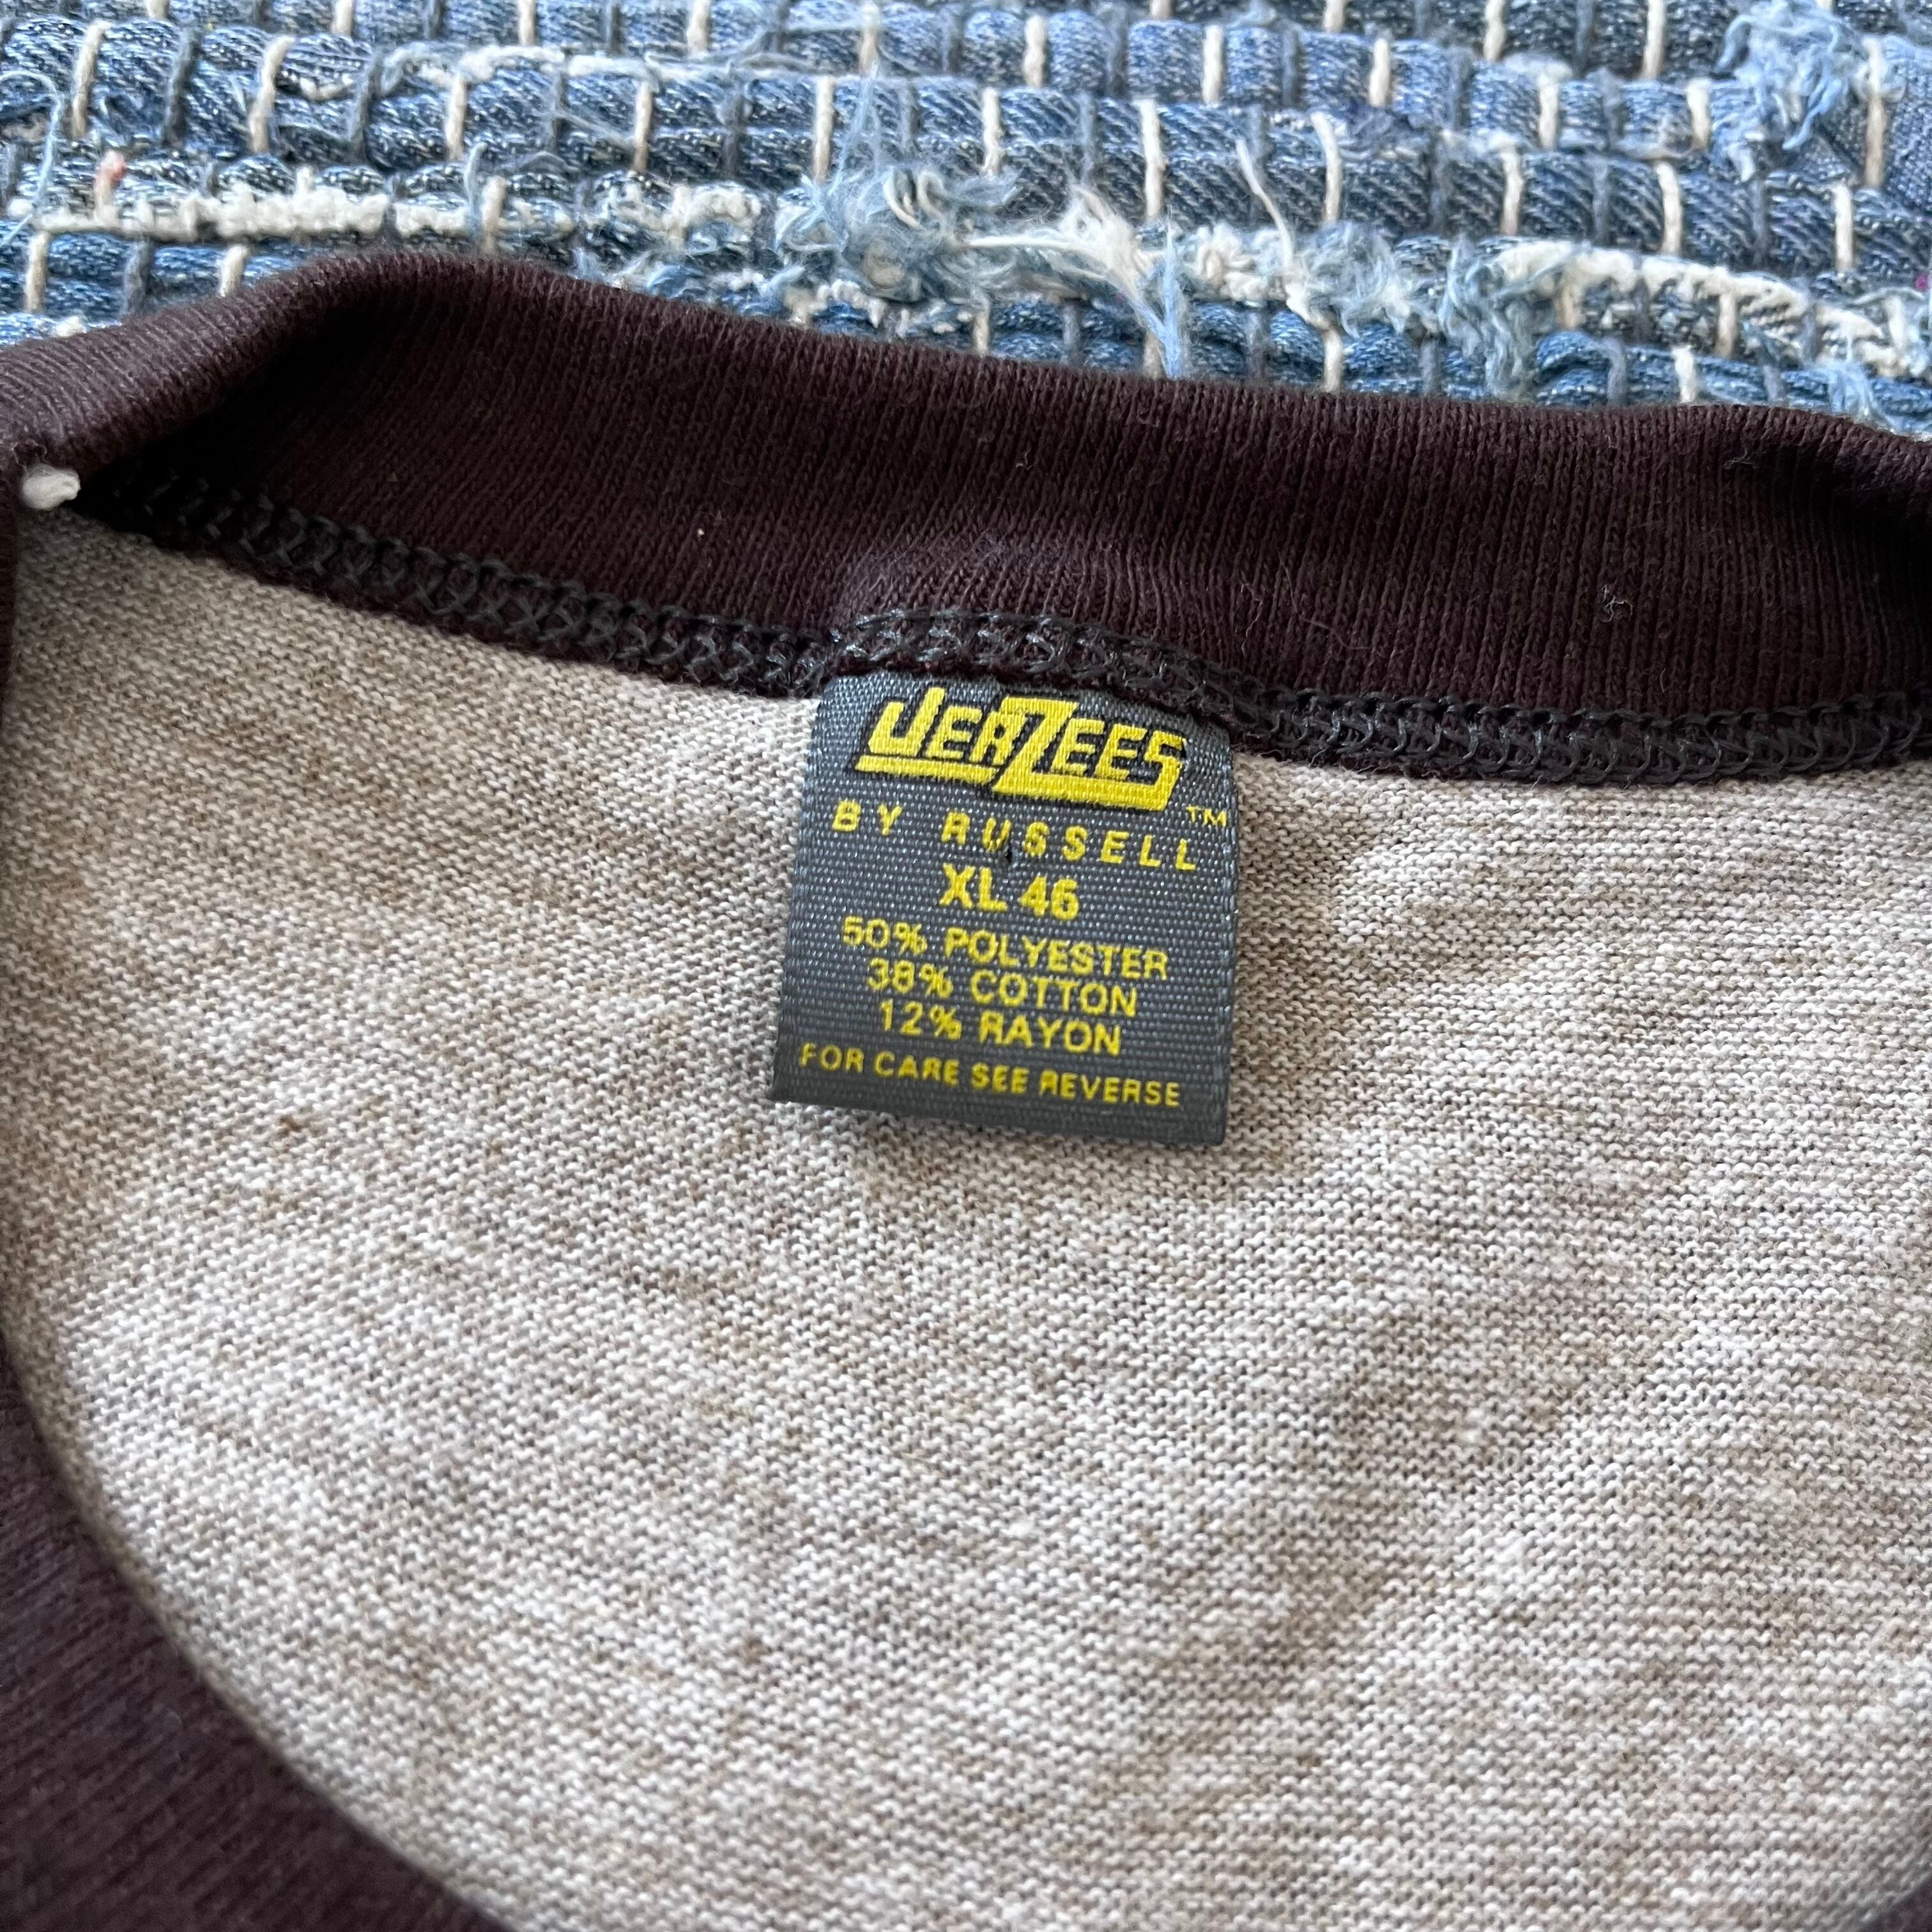 JERZEES
™
BY RUSSELL
XL 46
50% POLYESTER
38% COTTON
12% RAYON
FOR CARE SEE REVERSE